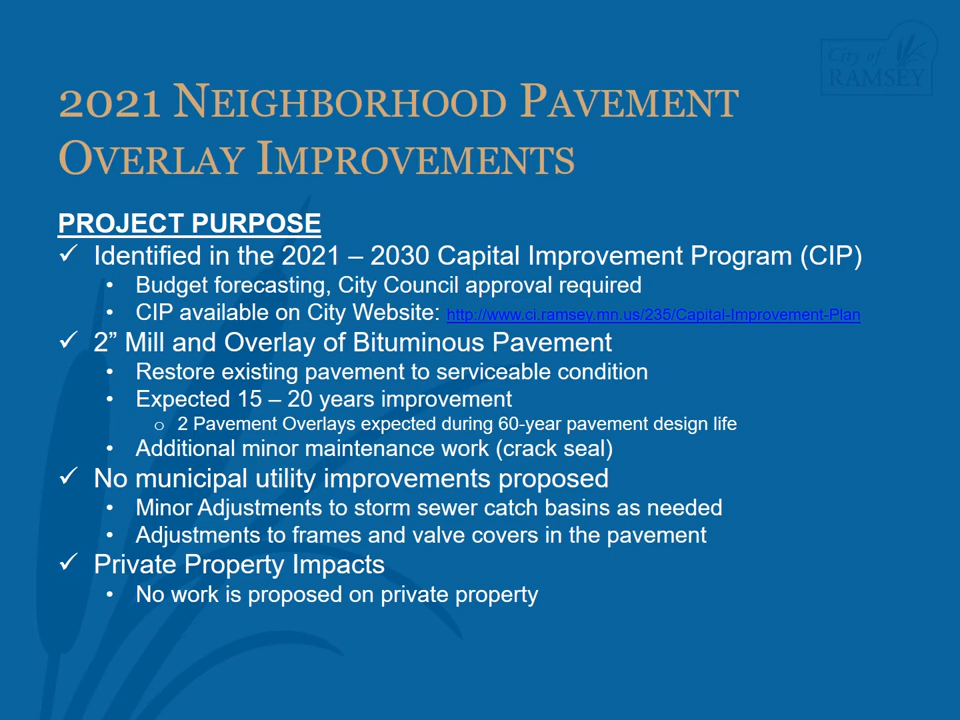 City of
RAMSEY
2021 NEIGHBORHOOD PAVEMENT
OVERLAY IMPROVEMENTS
PROJECT PURPOSE
✓ Identified in the 2021 – 2030 Capital Improvement Program (CIP)
• Budget forecasting, City Council approval required
• CIP available on City Website: http://www.ci.ramsey.mn.us/235/Capital-Improvement-Plan
✓ 2” Mill and Overlay of Bituminous Pavement
• Restore existing pavement to serviceable condition
• Expected 15 – 20 years improvement
o 2 Pavement Overlays expected during 60-year pavement design life
• Additional minor maintenance work (crack seal)
✓ No municipal utility improvements proposed
• Minor Adjustments to storm sewer catch basins as needed
• Adjustments to frames and valve covers in the pavement
✓ Private Property Impacts
• No work is proposed on private property